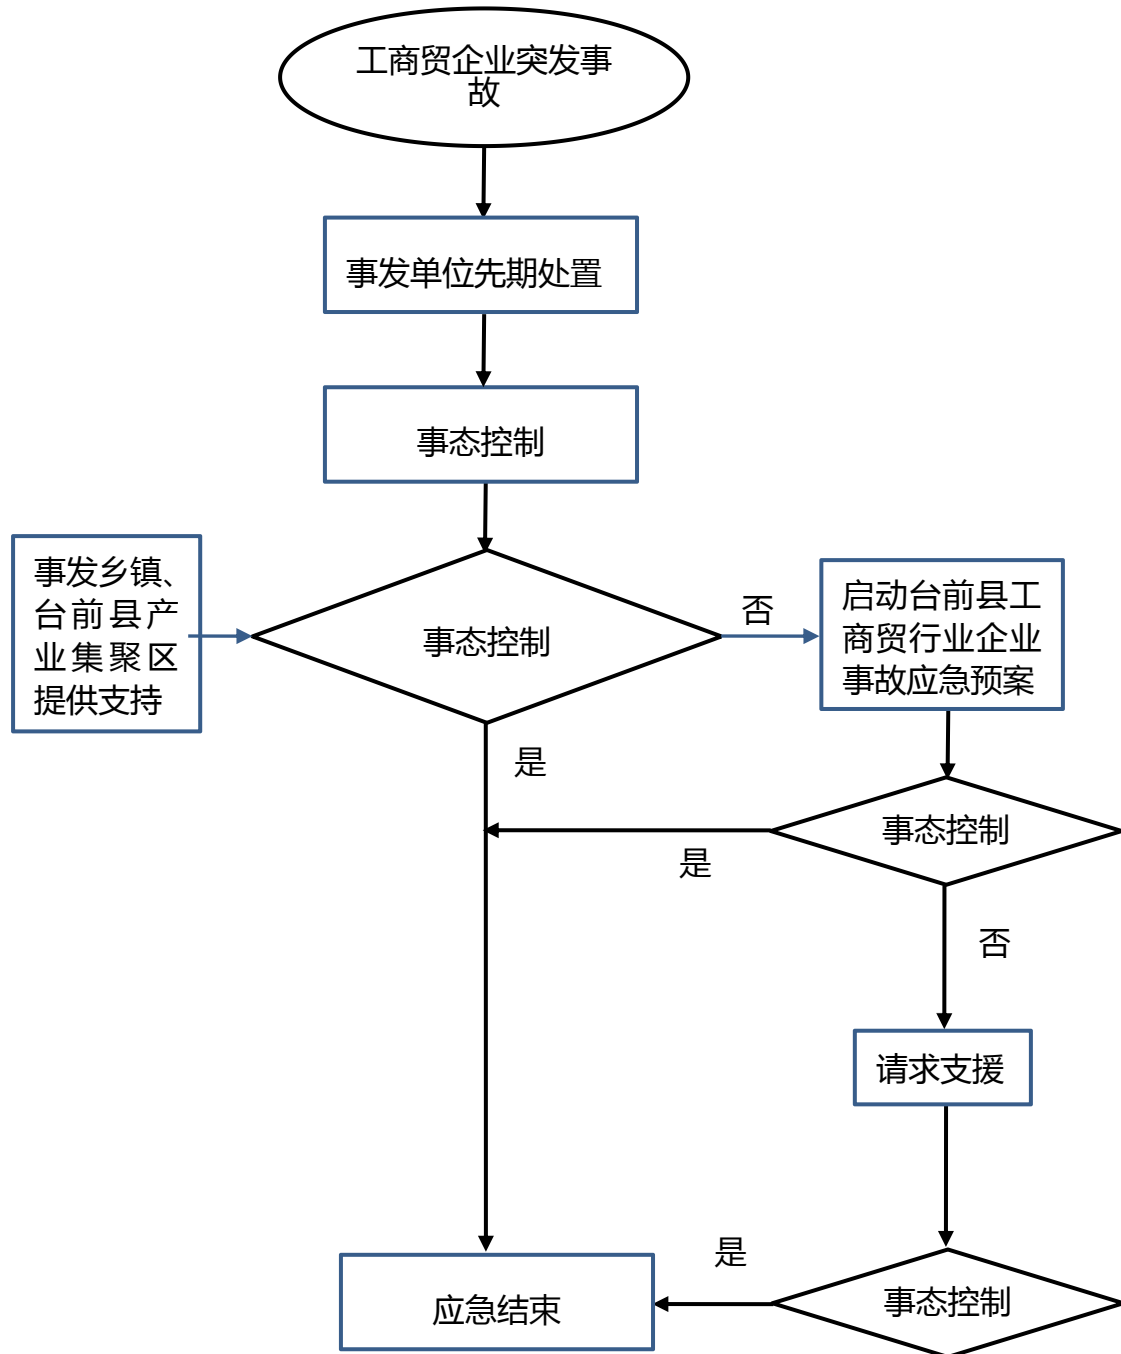 工商贸企业突发事
故
事发单位先期处置
事态控制
事发乡镇、
台前县产
业集聚区
提供支持
事态控制
否
启动台前县工
商贸行业企业
事故应急预案
是
事态控制
是
否
请求支援
是
应急结束
事态控制